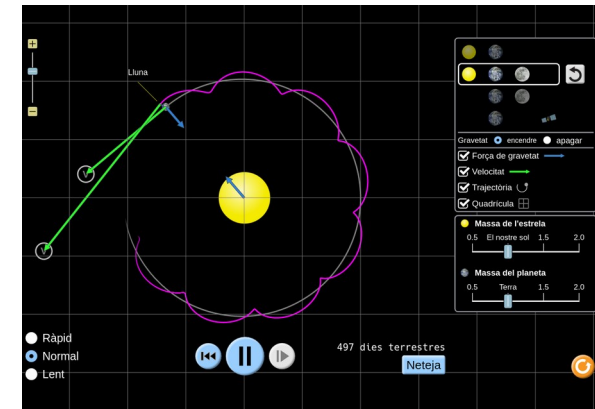 Lluna
V
V
Gravetat encendre apagar
Força de gravetat
Velocitat
Trajectòria
Quadrícula
Massa de l'estrela
0.5 El nostre sol 1.5 2.0
Massa del planeta
0.5 Terra 1.5 2.0
Ràpid
Normal
Lent
497 dies terrestres
Neteja